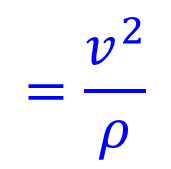 = v²/ρ